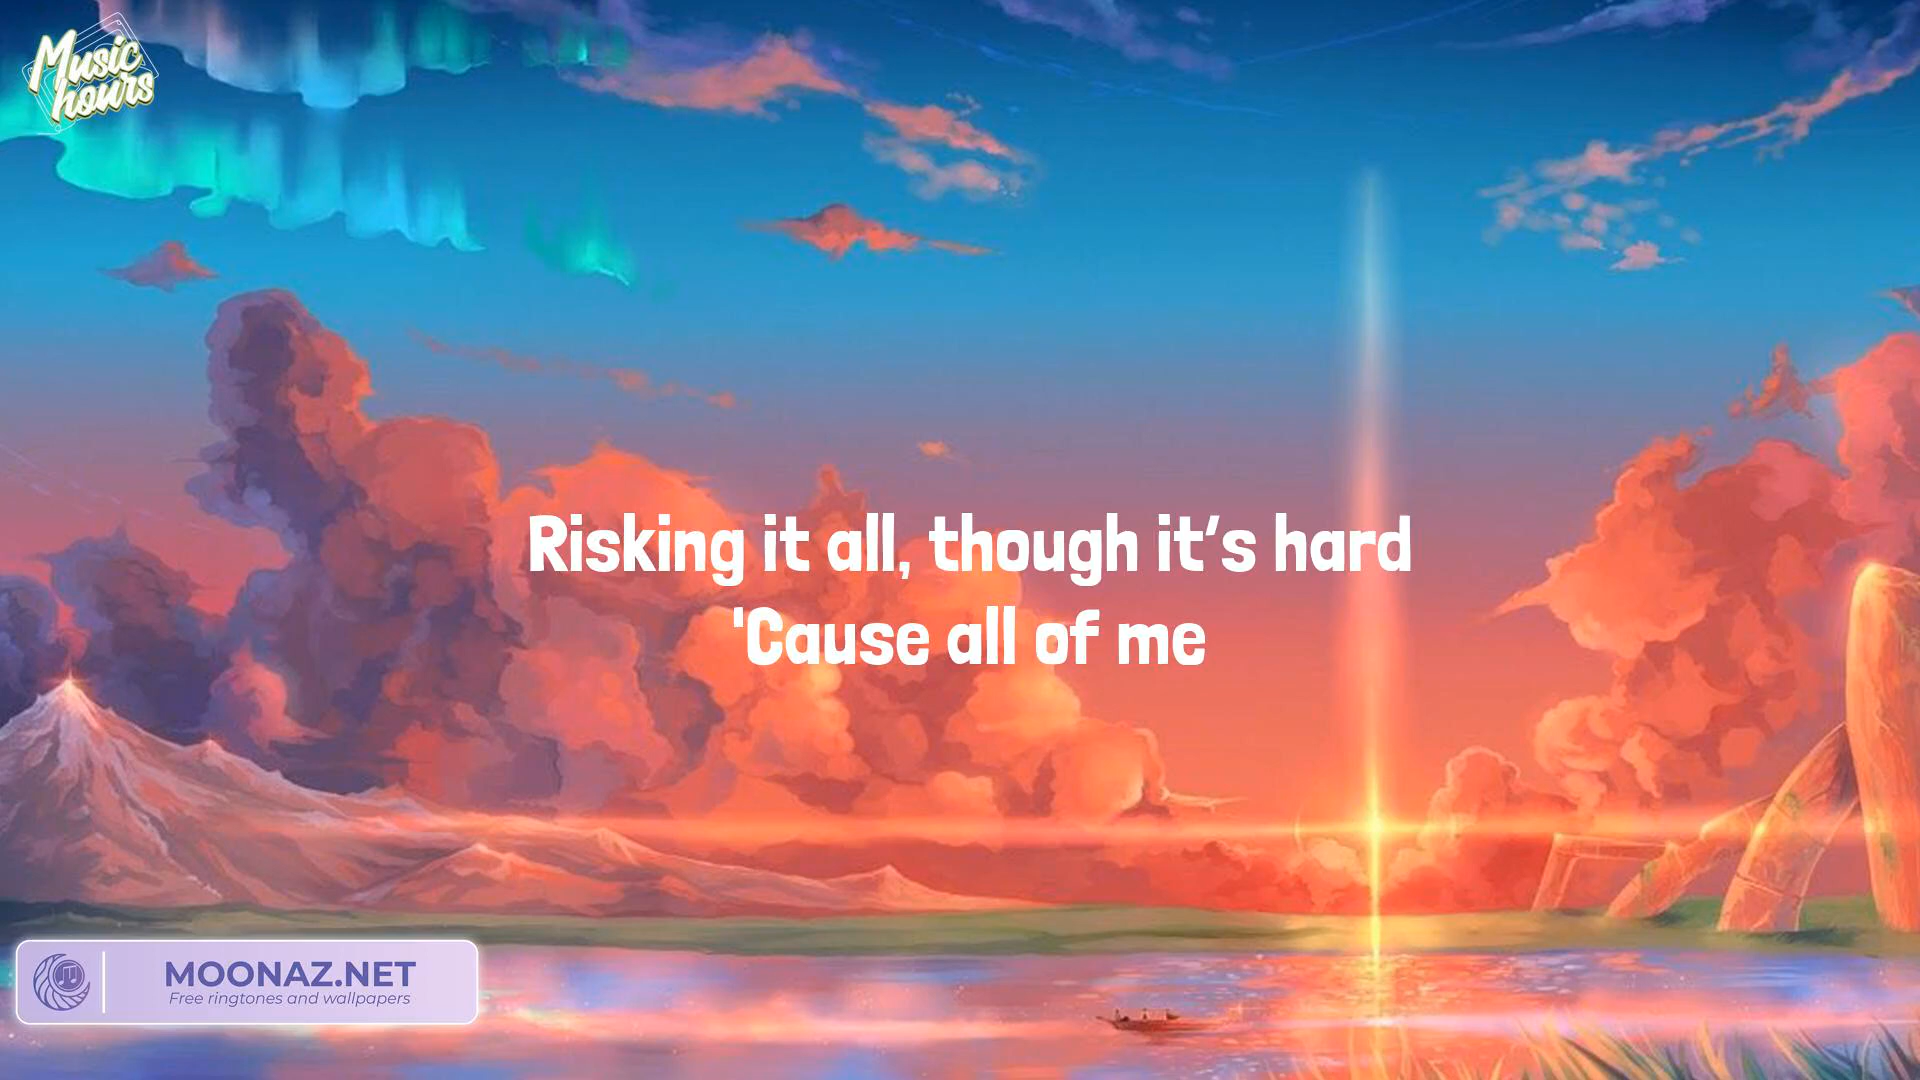 Music
hours
Risking it all, though it’s hard
'Cause all of me
MOONAZ.NET
Free ringtones and wallpapers